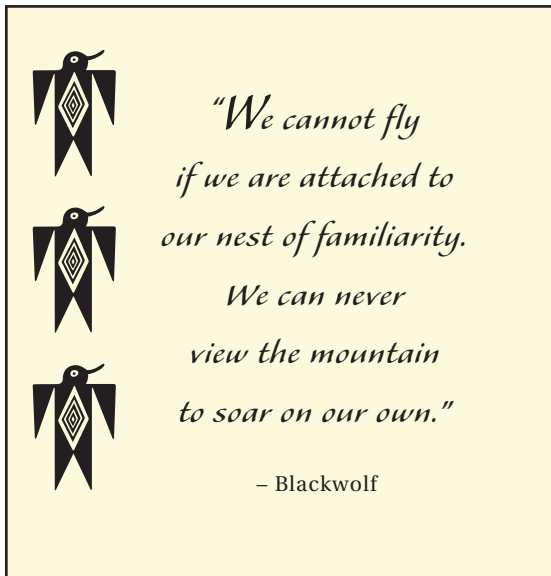 “We cannot fly
if we are attached to
our nest of familiarity.
We can never
view the mountain
to soar on our own.”
– Blackwolf